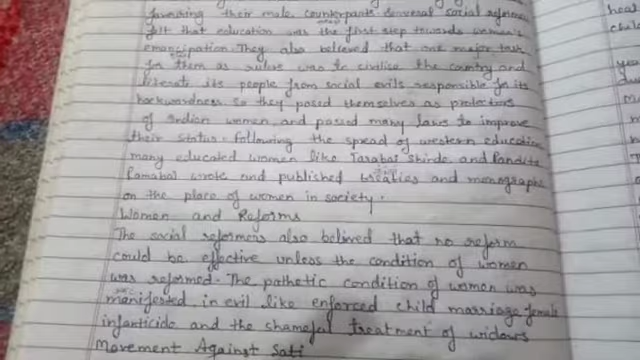 favouring their male counterparts. Several social reformers
felt that education was the first step towards women's
emancipation. They also believed that one major task
for them as rulers was to civilise the country and
liberate its people from social evils responsible for its
backwardness. So they posed themselves as protectors
of Indian women and passed many laws to improve
their status. Following the spread of western education
many educated women like Tarabai Shinde and Pandita
Ramabai wrote and published treaties and monographs
on the place of women in society.
Women and Reforms
The social reformers also believed that no reform
could be effective unless the condition of women
was reformed. The pathetic condition of women was
manifested in evil like enforced child marriage, female
infanticide and the shameful treatment of widows
Movement Against Sati